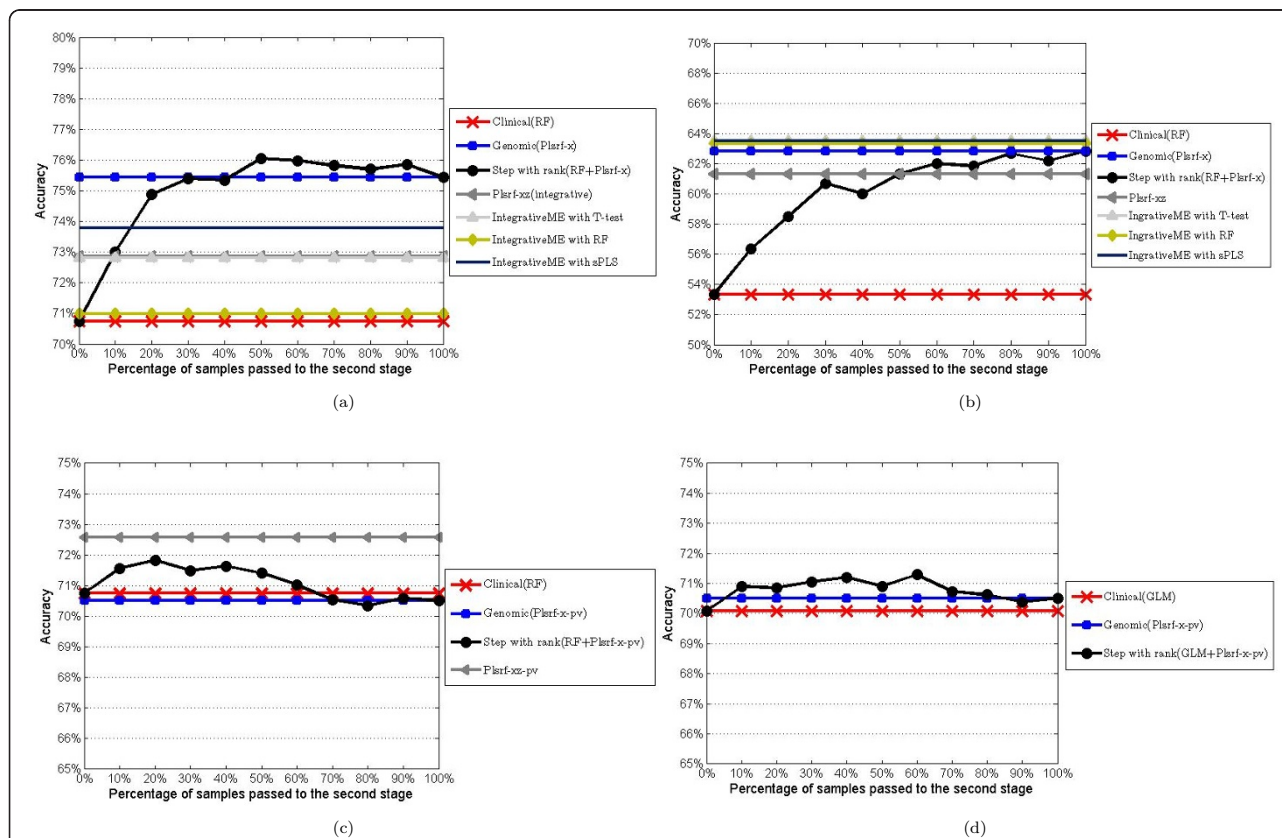 80%
79%
78%
77%
76%
75%
74%
73%
72%
71%
70%
Accuracy
0% 10% 20% 30% 40% 50% 60% 70% 80% 90% 100%
Percentage of samples passed to the second stage
Clinical(RF)
Genomic(Plsrf-x)
Step with rank(RF+Plsrf-x)
Plsrf-xz(integrative)
IntegrativeME with T-test
IntegrativeME with RF
IntegrativeME with sPLS
(a)
70%
68%
66%
64%
62%
60%
58%
56%
54%
52%
50%
Accuracy
0% 10% 20% 30% 40% 50% 60% 70% 80% 90% 100%
Percentage of samples passed to the second stage
Clinical(RF)
Genomic(Plsrf-x)
Step with rank(RF+Plsrf-x)
Plsrf-xz
IngrativeME with T-test
IngrativeME with RF
IngrativeME with sPLS
(b)
75%
74%
73%
72%
71%
70%
69%
68%
67%
66%
65%
Accuracy
0% 10% 20% 30% 40% 50% 60% 70% 80% 90% 100%
Percentage of samples passed to the second stage
Clinical(RF)
Genomic(Plsrf-x-pv)
Step with rank(RF+Plsrf-x-pv)
Plsrf-xz-pv
(c)
75%
74%
73%
72%
71%
70%
69%
68%
67%
66%
65%
Accuracy
0% 10% 20% 30% 40% 50% 60% 70% 80% 90% 100%
Percentage of samples passed to the second stage
Clinical(GLM)
Genomic(Plsrf-x-pv)
Step with rank(GLM+Plsrf-x-pv)
(d)